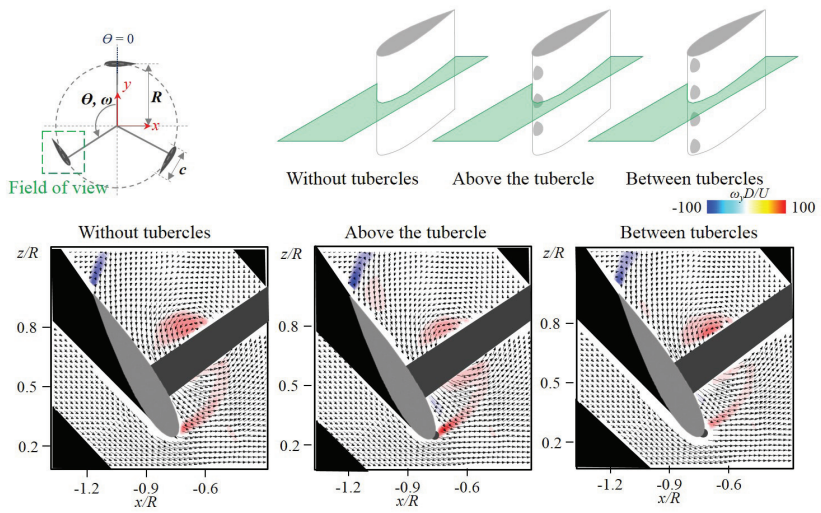 Θ = 0
y
R
Θ, ω
x
c
Field of view
Without tubercles
Above the tubercle
Between tubercles
ωyD/U
-100
100
Without tubercles
Above the tubercle
Between tubercles
z/R
z/R
z/R
0.8
0.8
0.8
0.5
0.5
0.5
0.2
0.2
0.2
-1.2 -0.9 -0.6
-1.2 -0.9 -0.6
-1.2 -0.9 -0.6
x/R
x/R
x/R